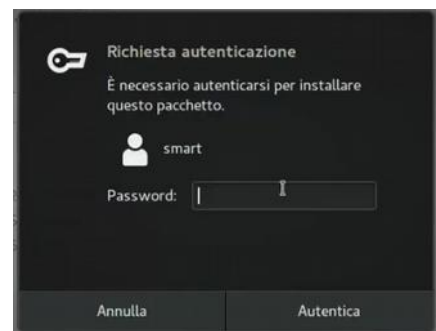 Richiesta autenticazione
È necessario autenticarsi per installare
questo pacchetto.
smart
Password:
Annulla
Autentica